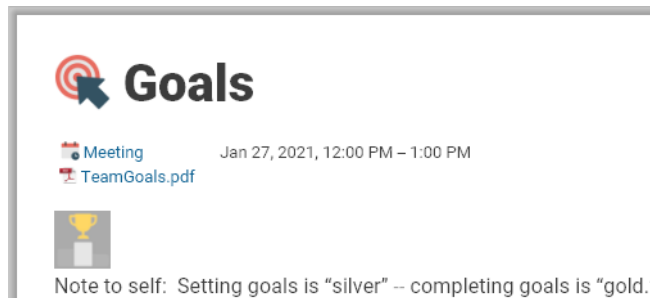 Goals
Meeting Jan 27, 2021, 12:00 PM – 1:00 PM
TeamGoals.pdf
Note to self: Setting goals is “silver” -- completing goals is “gold.